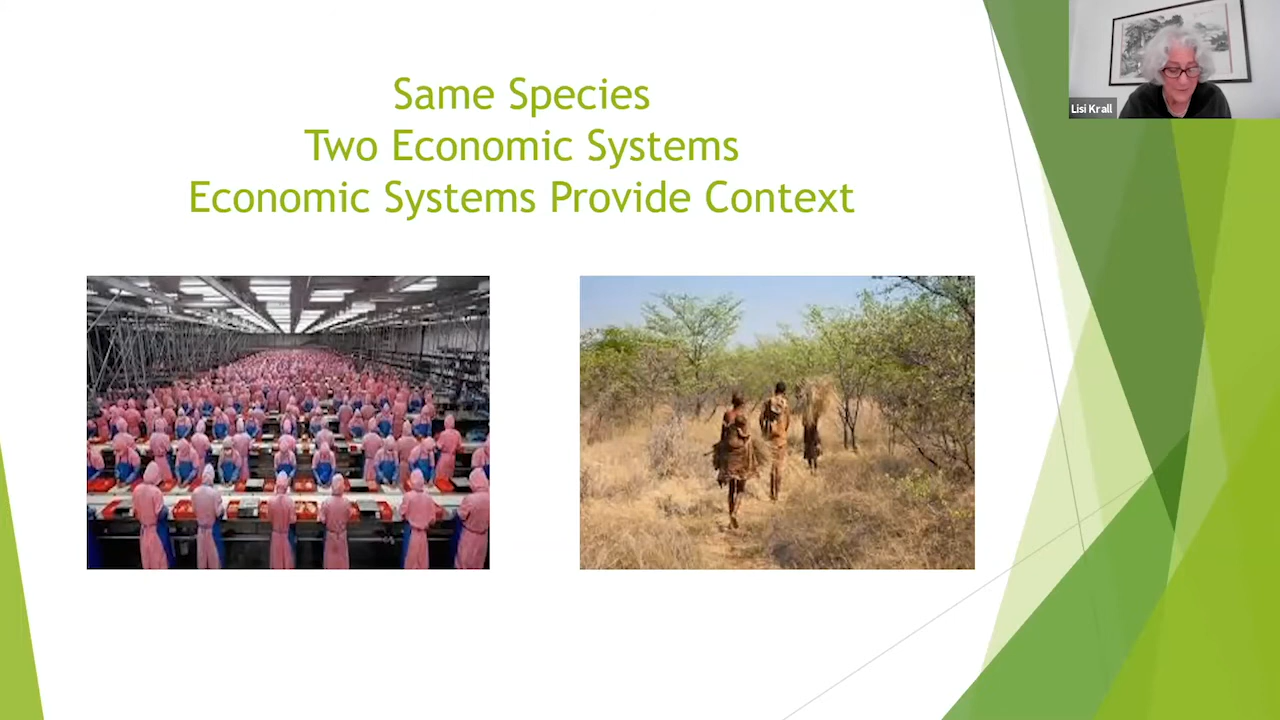 Same Species
Two Economic Systems
Economic Systems Provide Context
Lisi Krall